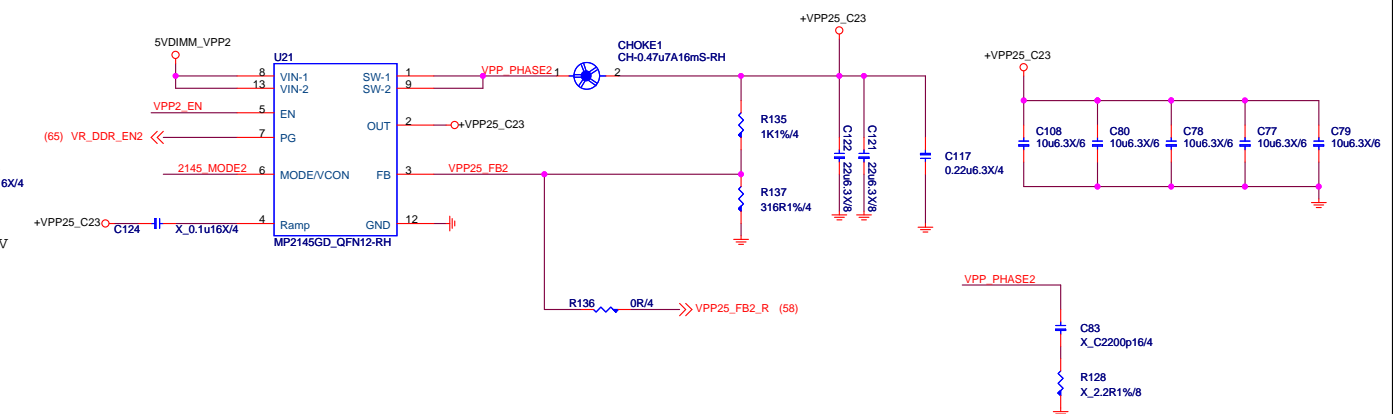 +VPP25_C23
5VDIMM_VPP2
U21
CHOKE1
CH-0.47u7A16mS-RH
+VPP25_C23
8 VIN-1 SW-1 1 VPP_PHASE2 1 2
13 VIN-2 SW-2 9
VPP2_EN 5 EN
(65) VR_DDR_EN2 7 PG
OUT 2 +VPP25_C23
R135
1K1%/4
C122 22u6.3X/8
C121 22u6.3X/8
C117
0.22u6.3X/4
C108
10u6.3X/6
C80
10u6.3X/6
C78
10u6.3X/6
C77
10u6.3X/6
C79
10u6.3X/6
2145_MODE2 6 MODE/VCON FB 3 VPP25_FB2
6X/4
R137
316R1%/4
+VPP25_C23 C124 X_0.1u16X/4 4 Ramp GND 12
V
MP2145GD_QFN12-RH
R136 0R/4 VPP25_FB2_R (58)
VPP_PHASE2
C83
X_C2200p16/4
R128
X_2.2R1%/8